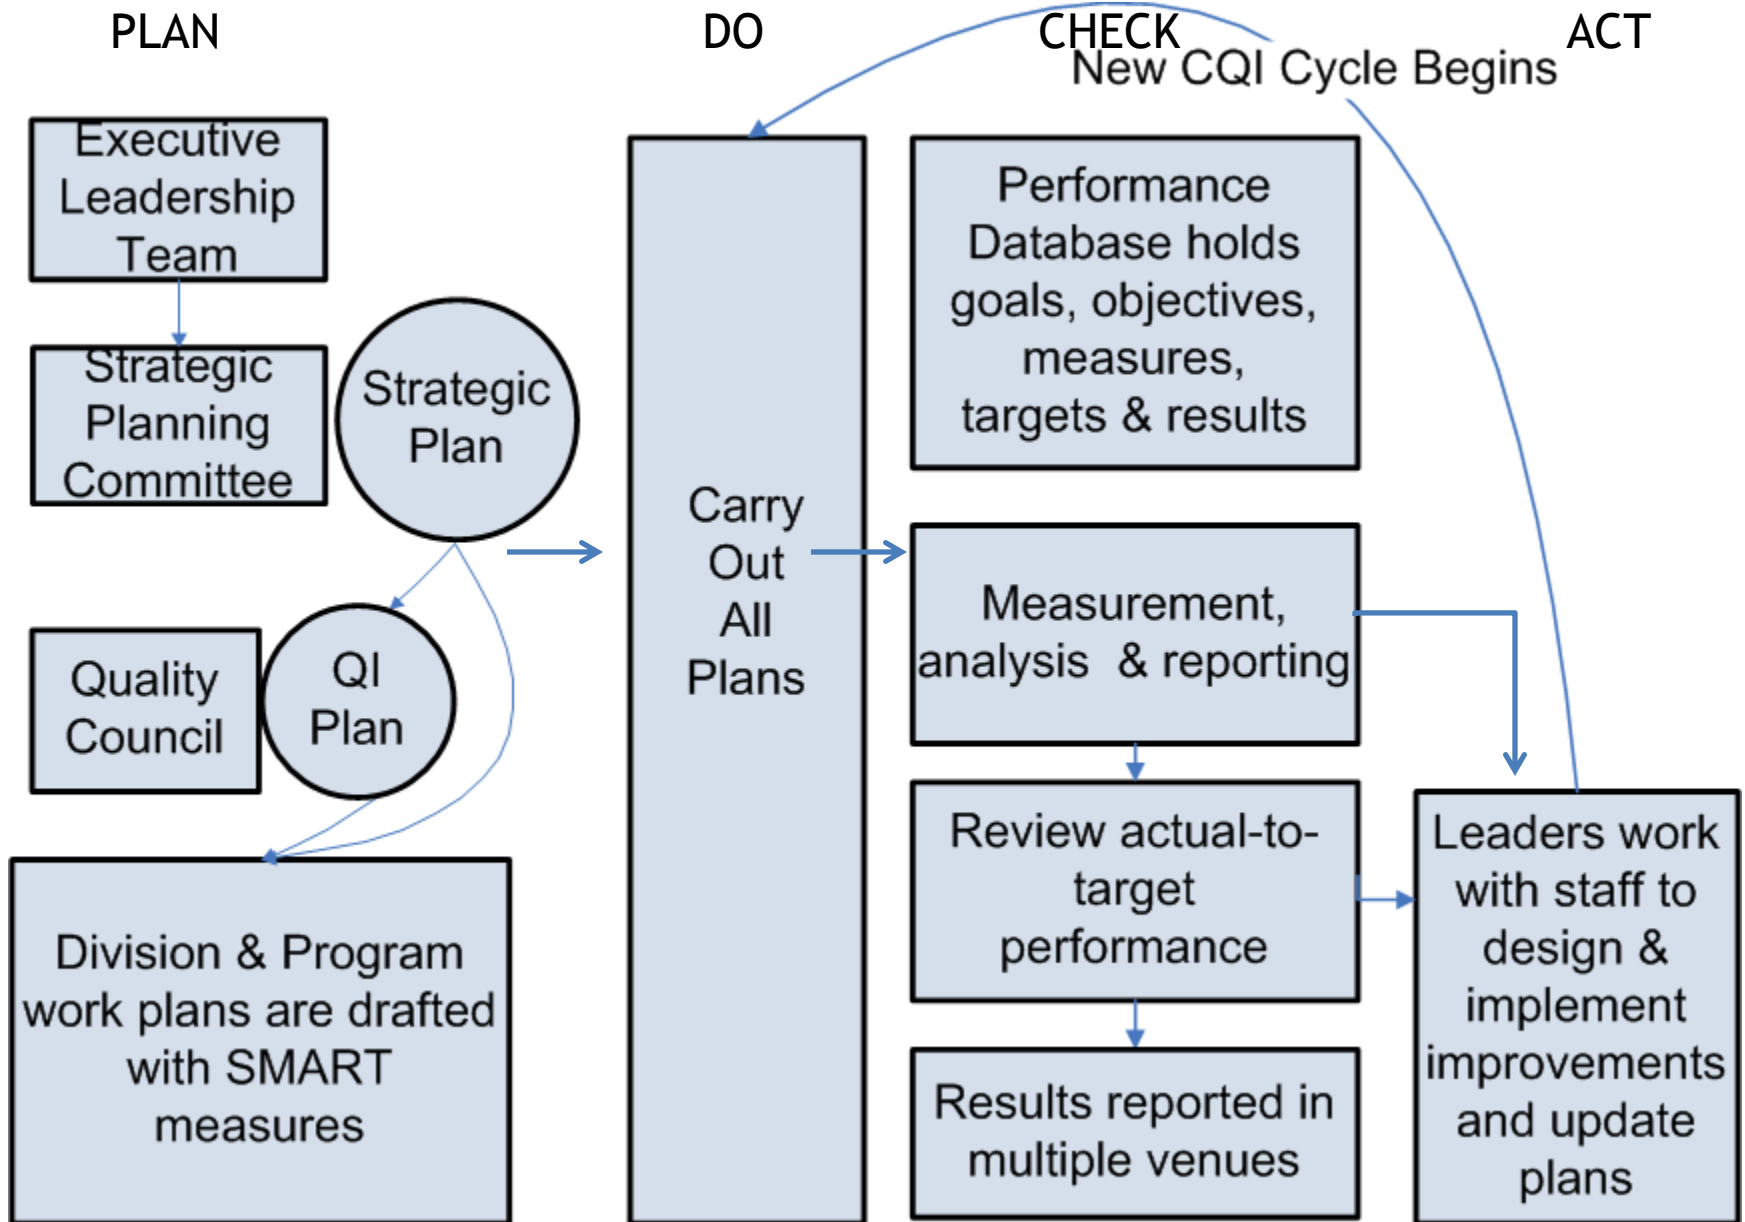 PLAN
DO
CHECK
ACT
New CQI Cycle Begins
Executive
Leadership
Team
Strategic
Planning
Committee
Strategic
Plan
Quality
Council
QI
Plan
Division & Program
work plans are drafted
with SMART
measures
Carry
Out
All
Plans
Performance
Database holds
goals, objectives,
measures,
targets & results
Measurement,
analysis & reporting
Review actual-to-
target
performance
Results reported in
multiple venues
Leaders work
with staff to
design &
implement
improvements
and update
plans